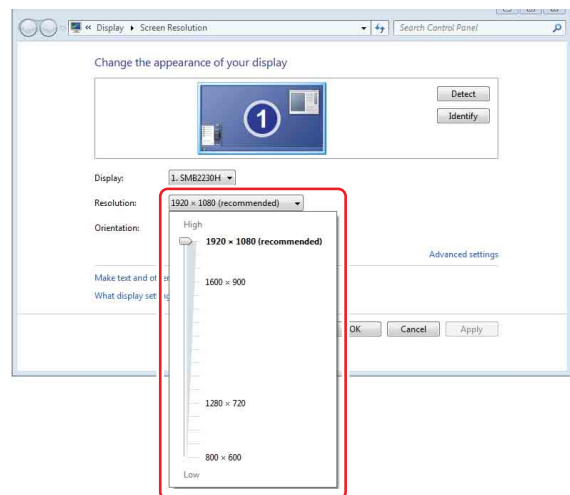 « Display ▸ Screen Resolution
Search Control Panel
Change the appearance of your display
1
Detect
Identify
Display:
1. SMB2230H
Resolution:
1920 × 1080 (recommended)
Orientation:
High
1920 × 1080 (recommended)
1600 × 900
1280 × 720
800 × 600
Low
Advanced settings
Make text and ot
What display set
OK
Cancel
Apply